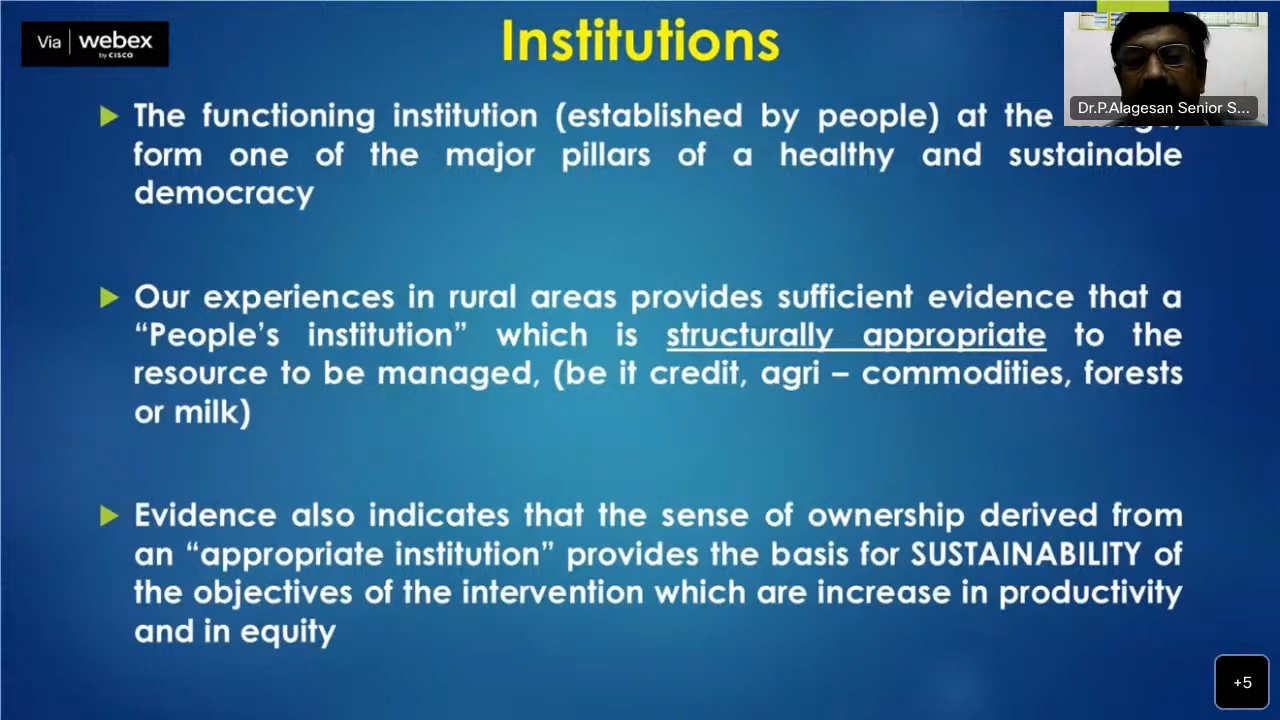 Via | webex
by CISCO
Institutions
Dr.P.Alagesan Senior S...
The functioning institution (established by people) at the
form one of the major pillars of a healthy and sustainable
democracy
Our experiences in rural areas provides sufficient evidence that a
“People’s institution” which is structurally appropriate to the
resource to be managed, (be it credit, agri – commodities, forests
or milk)
Evidence also indicates that the sense of ownership derived from
an “appropriate institution” provides the basis for SUSTAINABILITY of
the objectives of the intervention which are increase in productivity
and in equity
+5